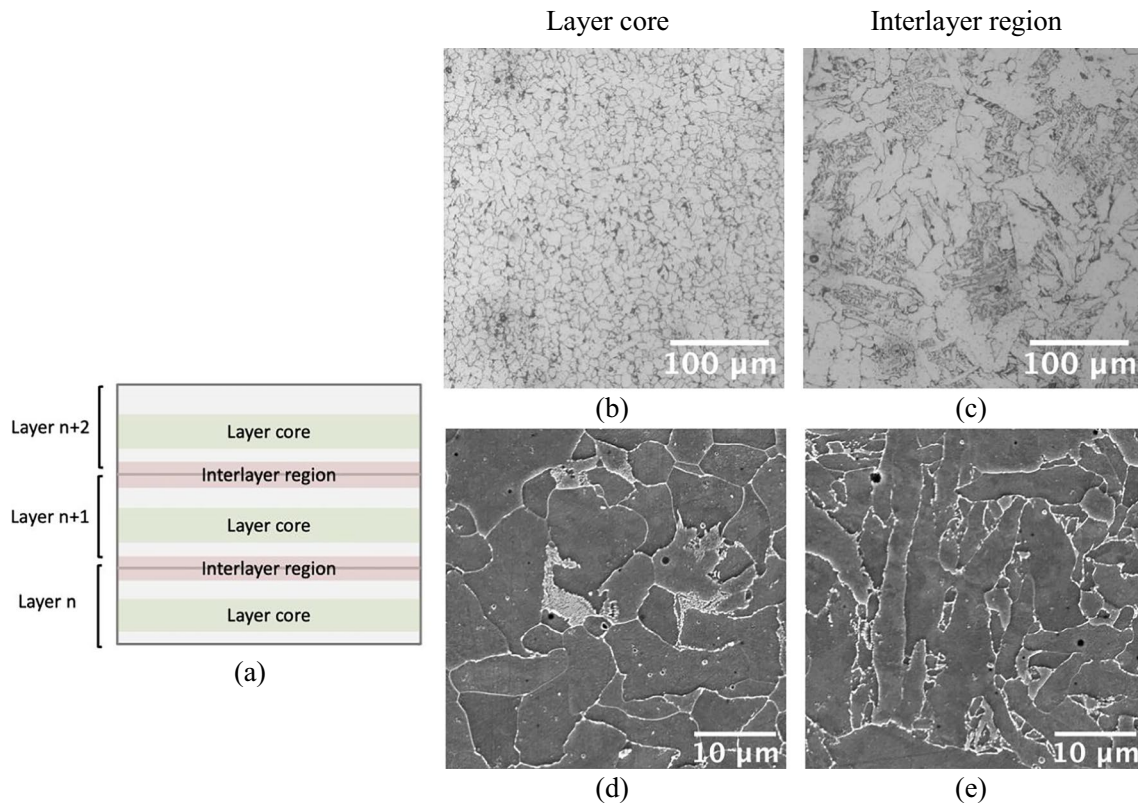 Layer core
Interlayer region
100 μm
100 μm
(b)
(c)
Layer n+2
Layer core
Interlayer region
Layer n+1
Layer core
Interlayer region
Layer n
Layer core
(a)
10 μm
10 μm
(d)
(e)